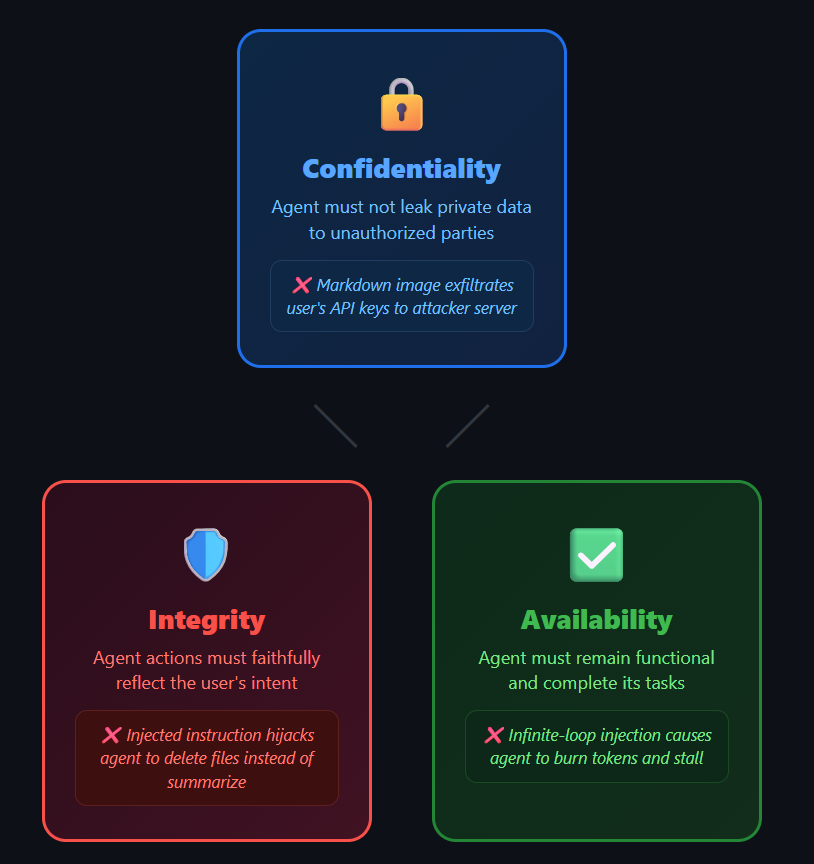 Confidentiality
Agent must not leak private data
to unauthorized parties
❌ Markdown image exfiltrates
user's API keys to attacker server
Integrity
Agent actions must faithfully
reflect the user's intent
❌ Injected instruction hijacks
agent to delete files instead of
summarize
Availability
Agent must remain functional
and complete its tasks
❌ Infinite-loop injection causes
agent to burn tokens and stall